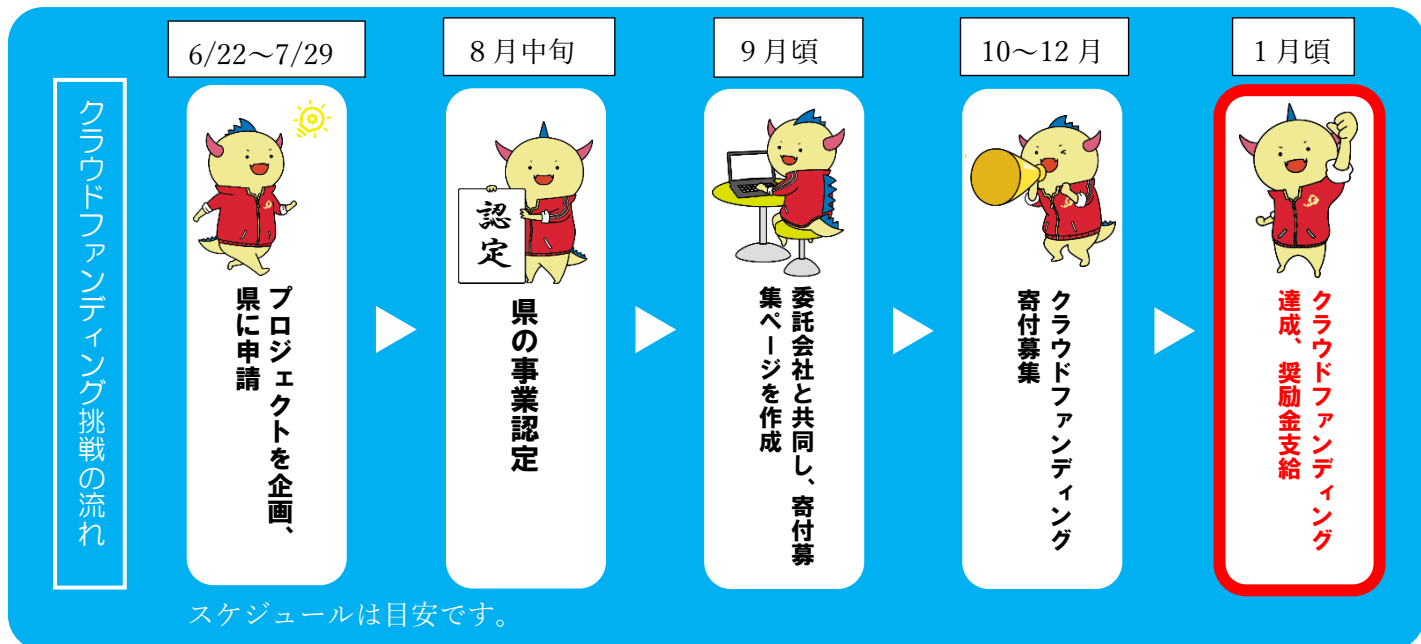 クラウドファンディング挑戦の流れ
6/22～7/29
プロジェクトを企画、
県に申請
8月中旬
認定
県の事業認定
9月頃
委託会社と共同し、寄付募
集ページを作成
10～12月
クラウドファンディング
寄付募集
1月頃
クラウドファンディング
達成、奨励金支給
スケジュールは目安です。